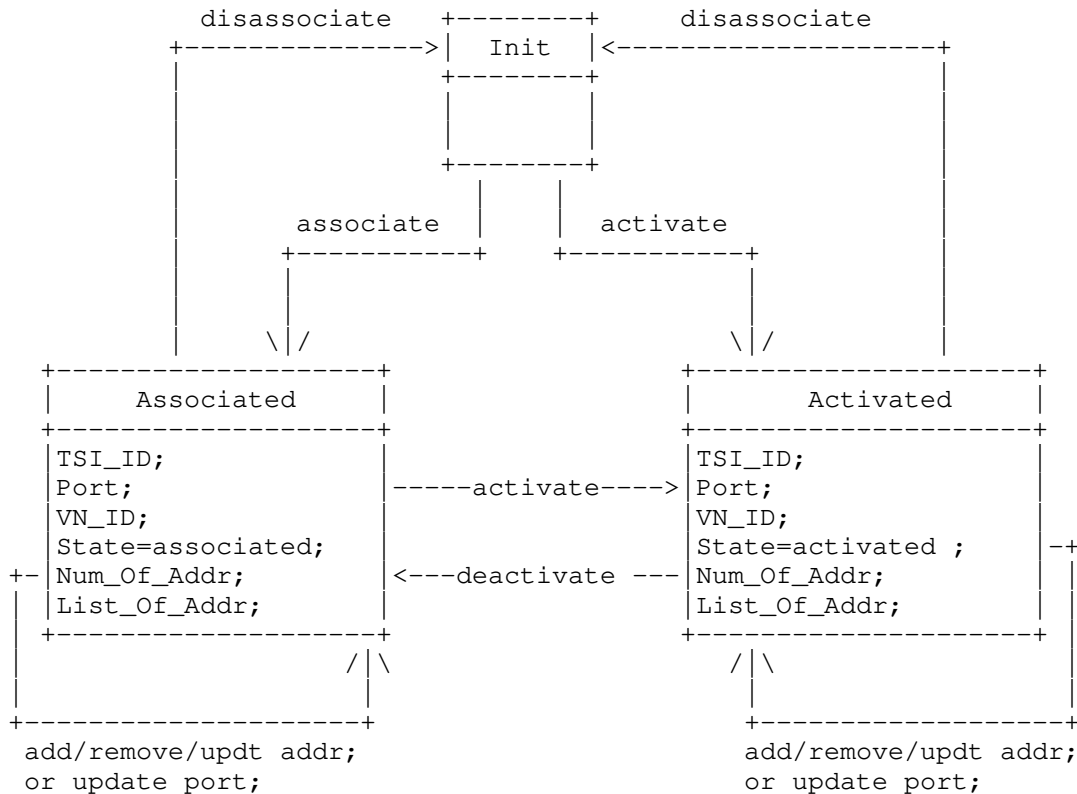 disassociate disassociate
Init
associate activate
Associated Activated
TSI_ID; TSI_ID;
Port; -----activate----> Port;
VN_ID; VN_ID;
State=associated; State=activated ;
Num_Of_Addr; <---deactivate --- Num_Of_Addr;
List_Of_Addr; List_Of_Addr;
add/remove/updt addr; add/remove/updt addr;
or update port; or update port;